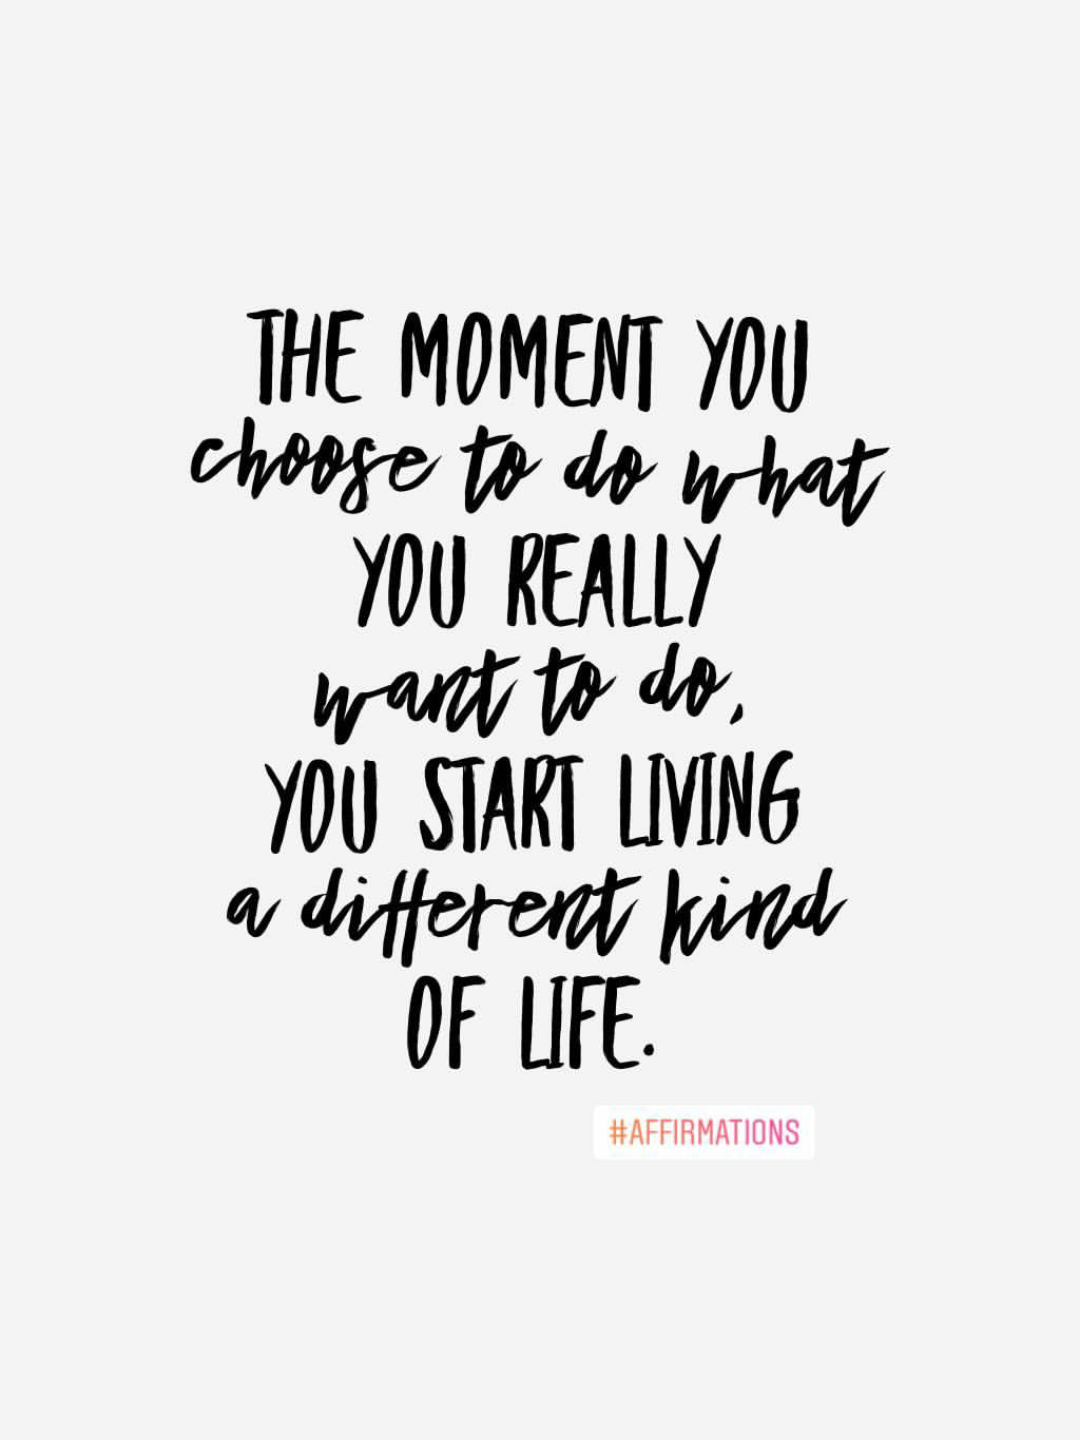 THE MOMENT YOU
choose to do what
YOU REALLY
want to do,
YOU START LIVING
a different kind
OF LIFE.
#AFFIRMATIONS